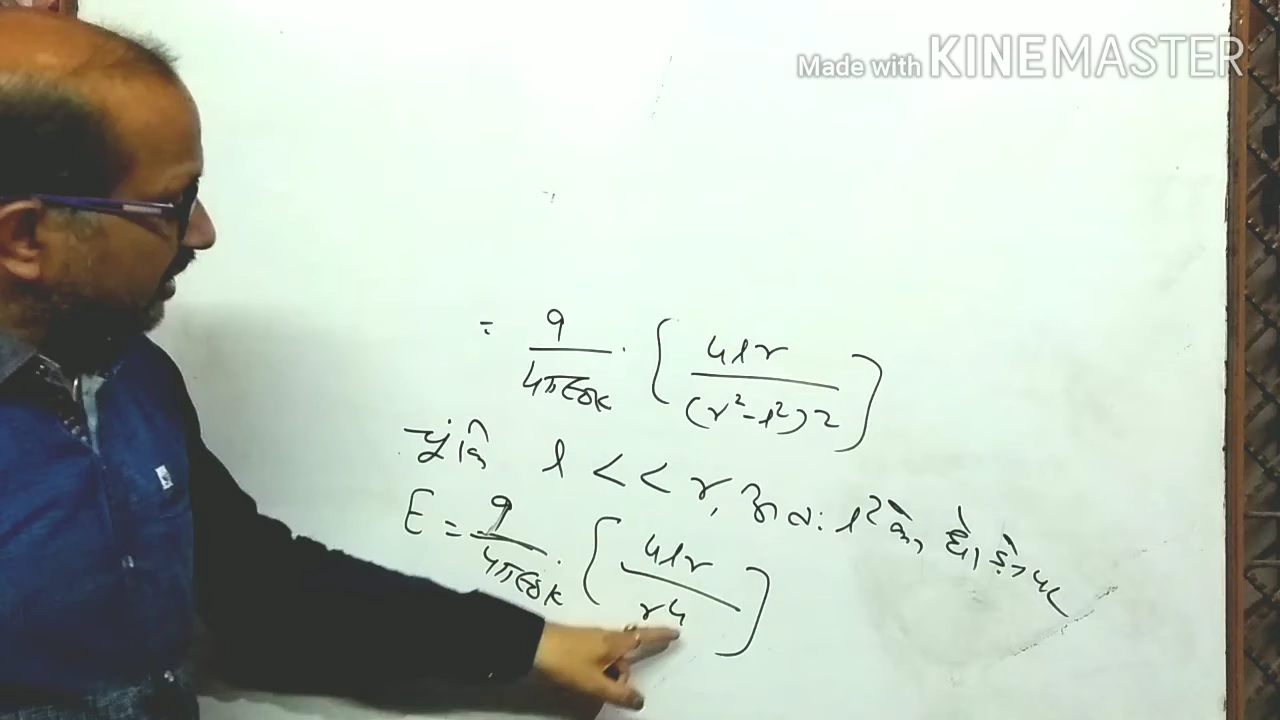 Made with KINEMASTER
= q/4πε₀k · [4lr/(r²-l²)2]
चूंकि l << r, अतः l² को छोड़ने पर
E = q/4πε₀k · [4lr/r4]